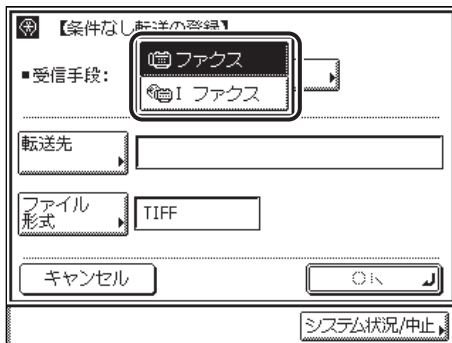 【条件なし転送の登録】
■受信手段:
ファクス
I ファクス
転送先
ファイル
形式
TIFF
キャンセル
OK
システム状況/中止